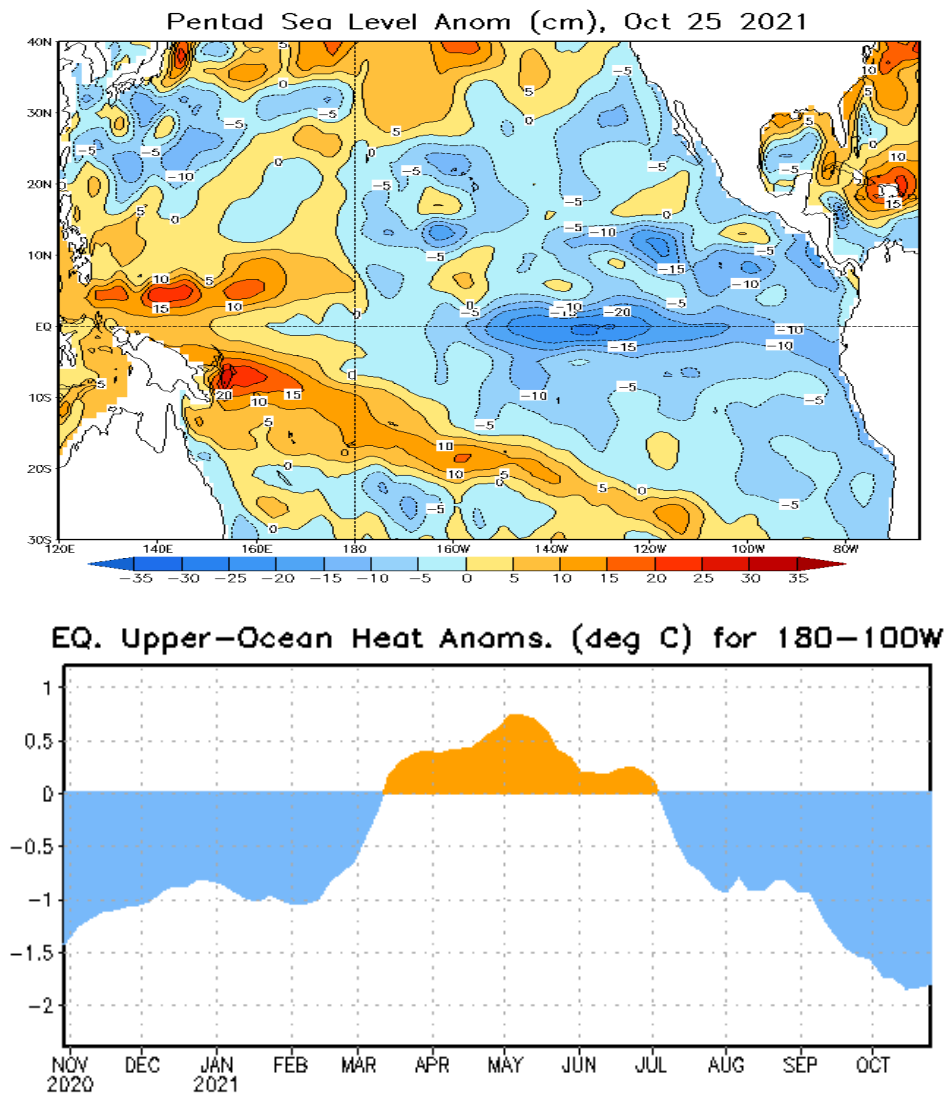 Pentad Sea Level Anom (cm), Oct 25 2021
40N
30N
20N
10N
EQ
10S
20S
30S
120E 140E 160E 180 160W 140W 120W 100W 80W
-35 -30 -25 -20 -15 -10 -5 0 5 10 15 20 25 30 35
EQ. Upper-Ocean Heat Anoms. (deg C) for 180-100W
1
0.5
0
-0.5
-1
-1.5
-2
NOV DEC JAN FEB MAR APR MAY JUN JUL AUG SEP OCT
2020 2021